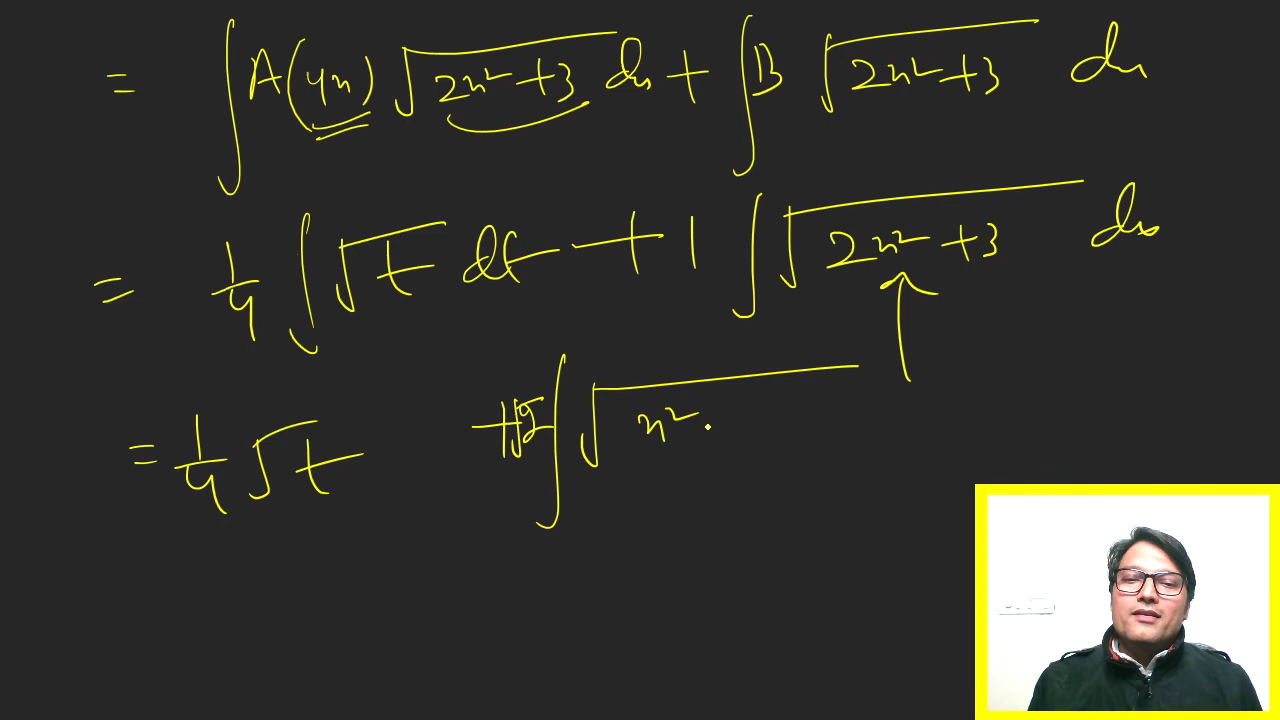 = ∫ A(4x) √(2x² + 3) dx + ∫ B √(2x² + 3) dx
= 1/4 ∫ √t dt + 1 ∫ √(2x² + 3) dx
= 1/4 √t + √2 ∫ √(x²